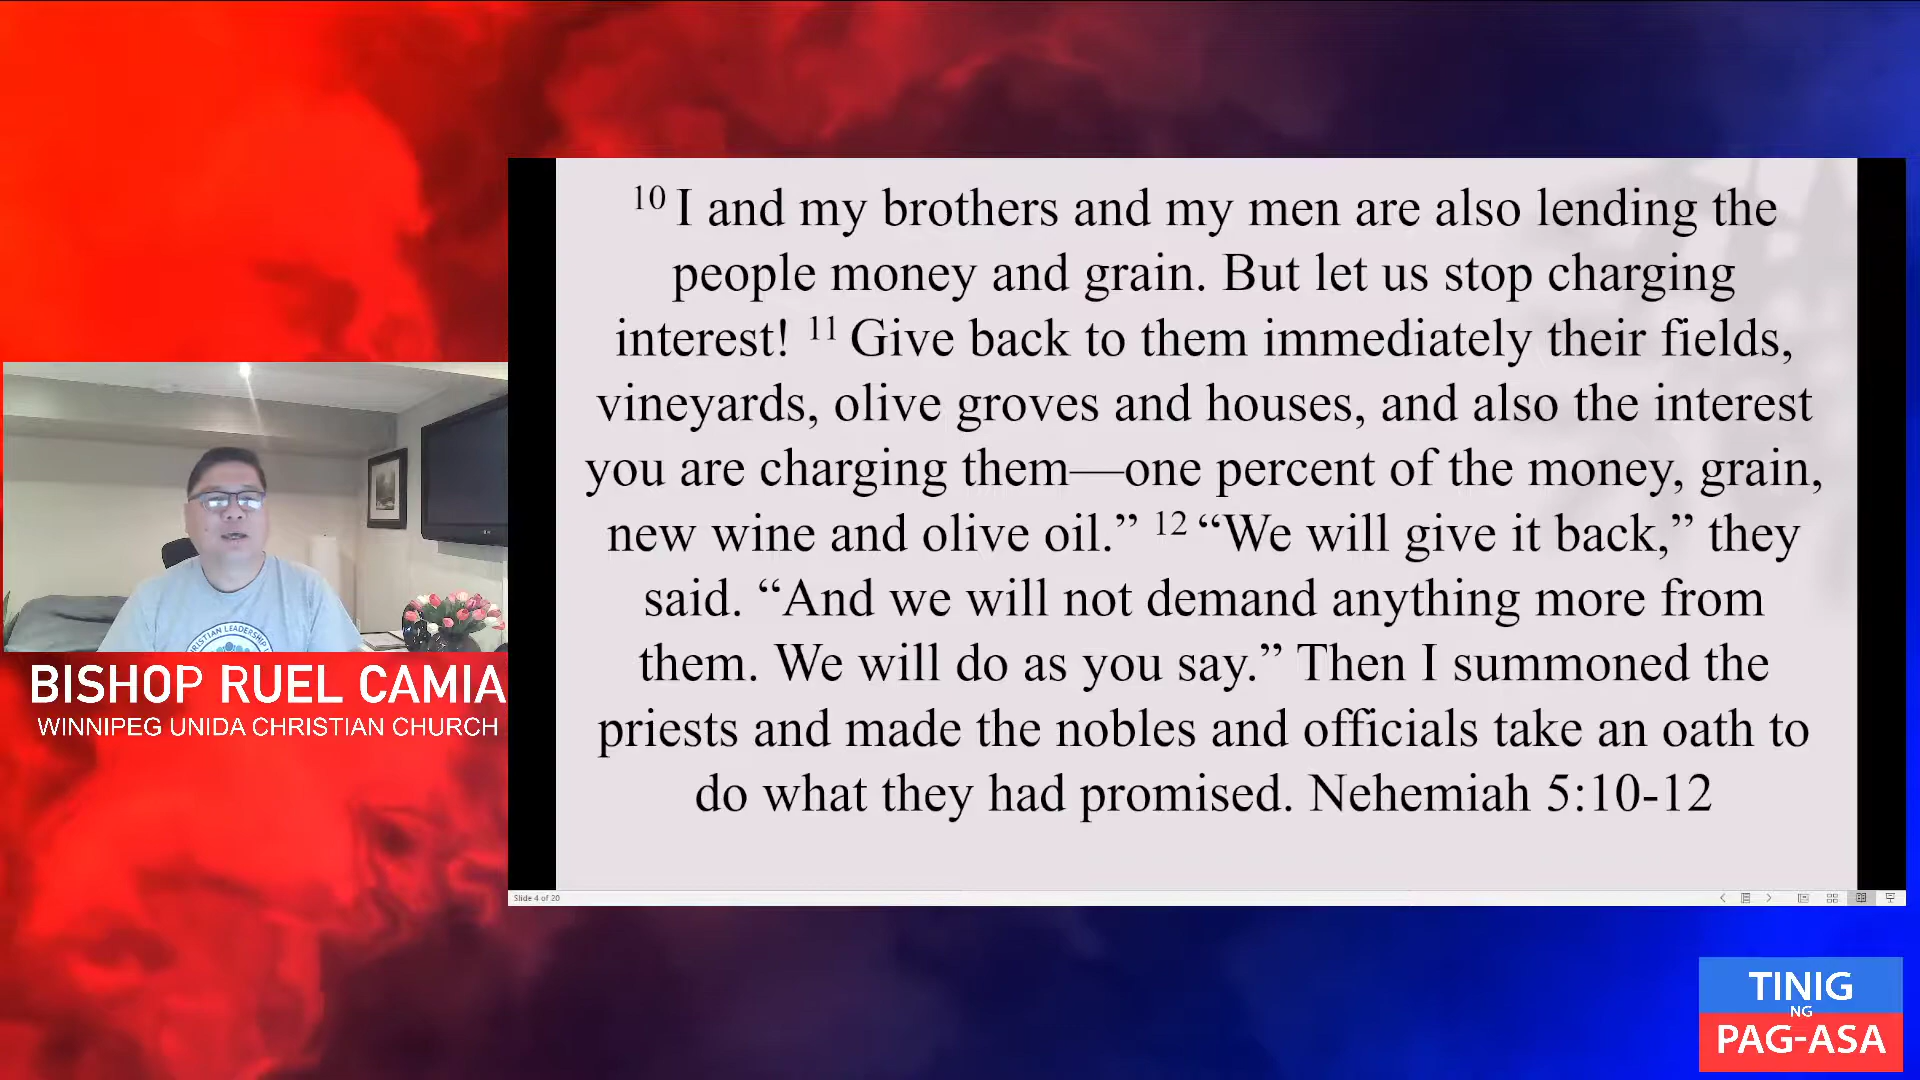 10 I and my brothers and my men are also lending the
people money and grain. But let us stop charging
interest! 11 Give back to them immediately their fields,
vineyards, olive groves and houses, and also the interest
you are charging them—one percent of the money, grain,
new wine and olive oil.” 12 “We will give it back,” they
said. “And we will not demand anything more from
them. We will do as you say.” Then I summoned the
priests and made the nobles and officials take an oath to
do what they had promised. Nehemiah 5:10-12
Slide 4 of 20
BISHOP RUEL CAMIA
WINNIPEG UNIDA CHRISTIAN CHURCH
TINIG
NG
PAG-ASA